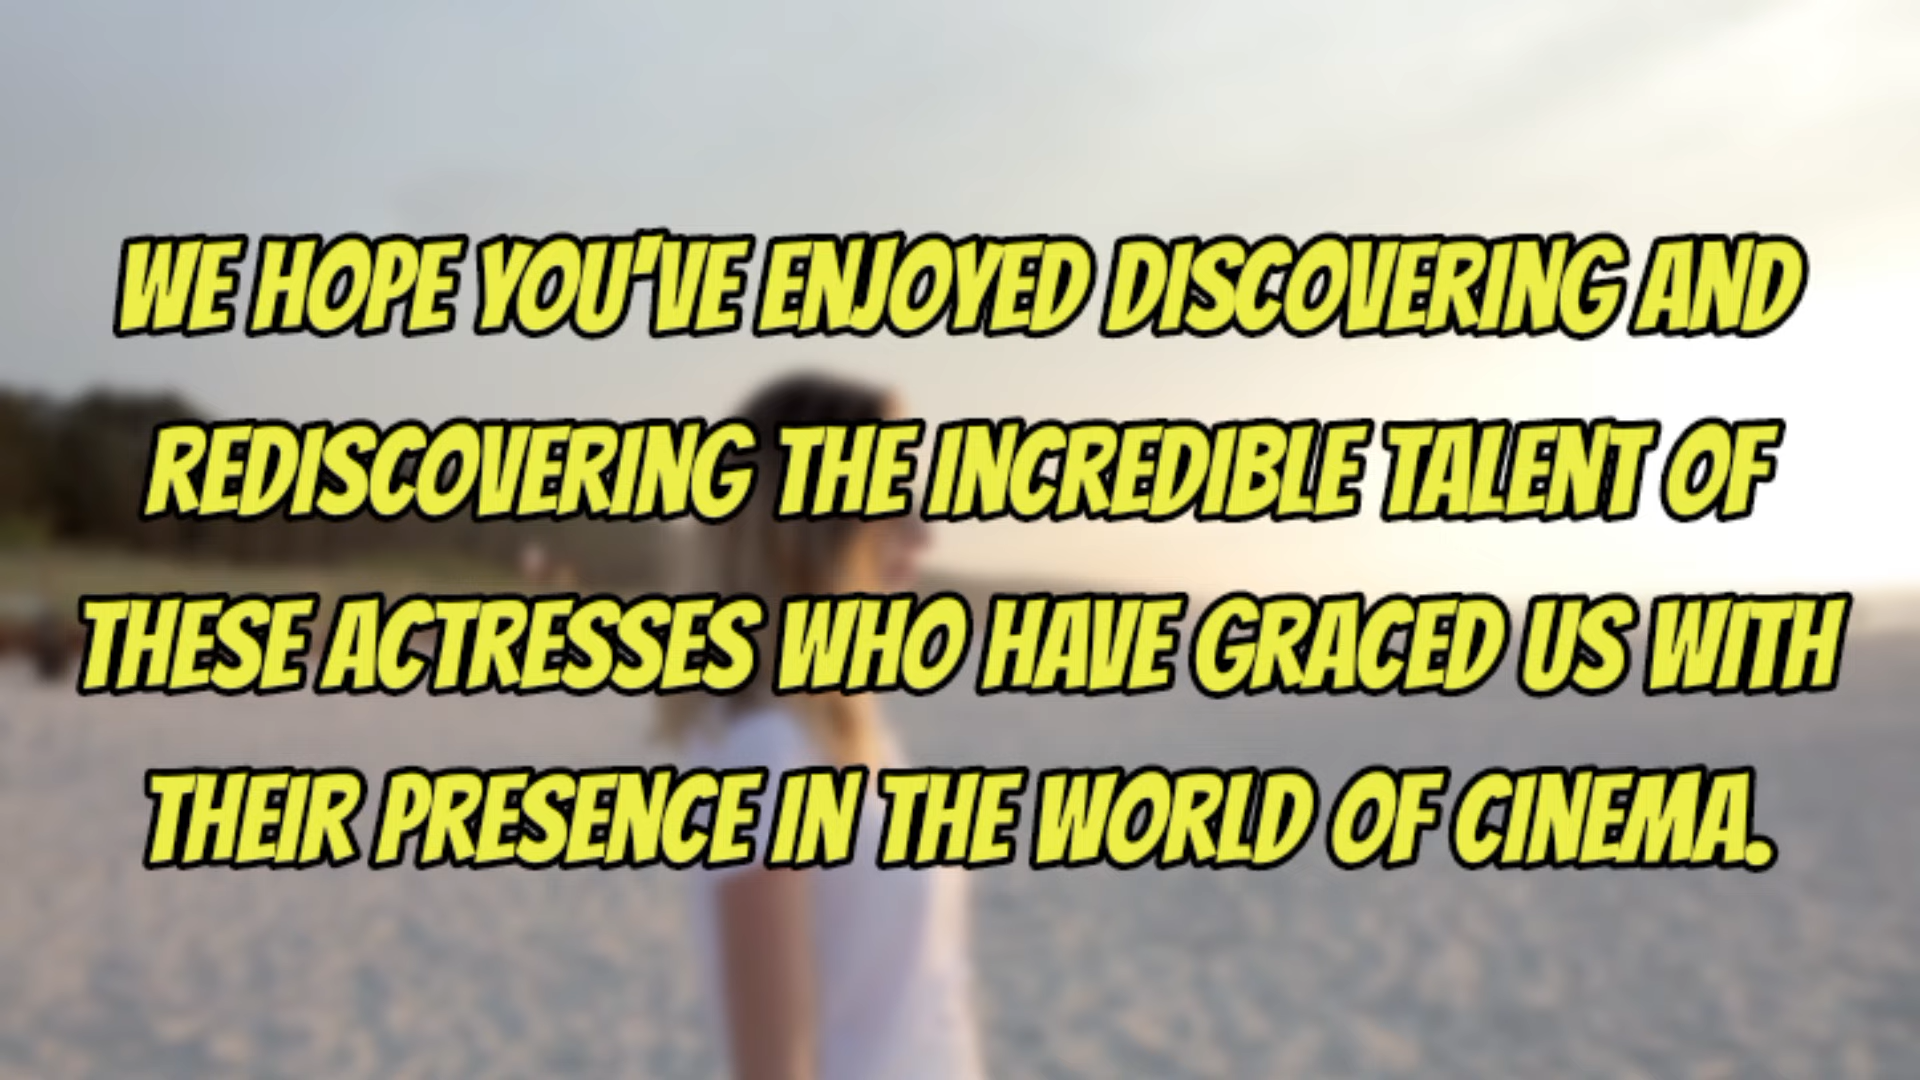 WE HOPE YOU'VE ENJOYED DISCOVERING AND
REDISCOVERING THE INCREDIBLE TALENT OF
THESE ACTRESSES WHO HAVE GRACED US WITH
THEIR PRESENCE IN THE WORLD OF CINEMA.